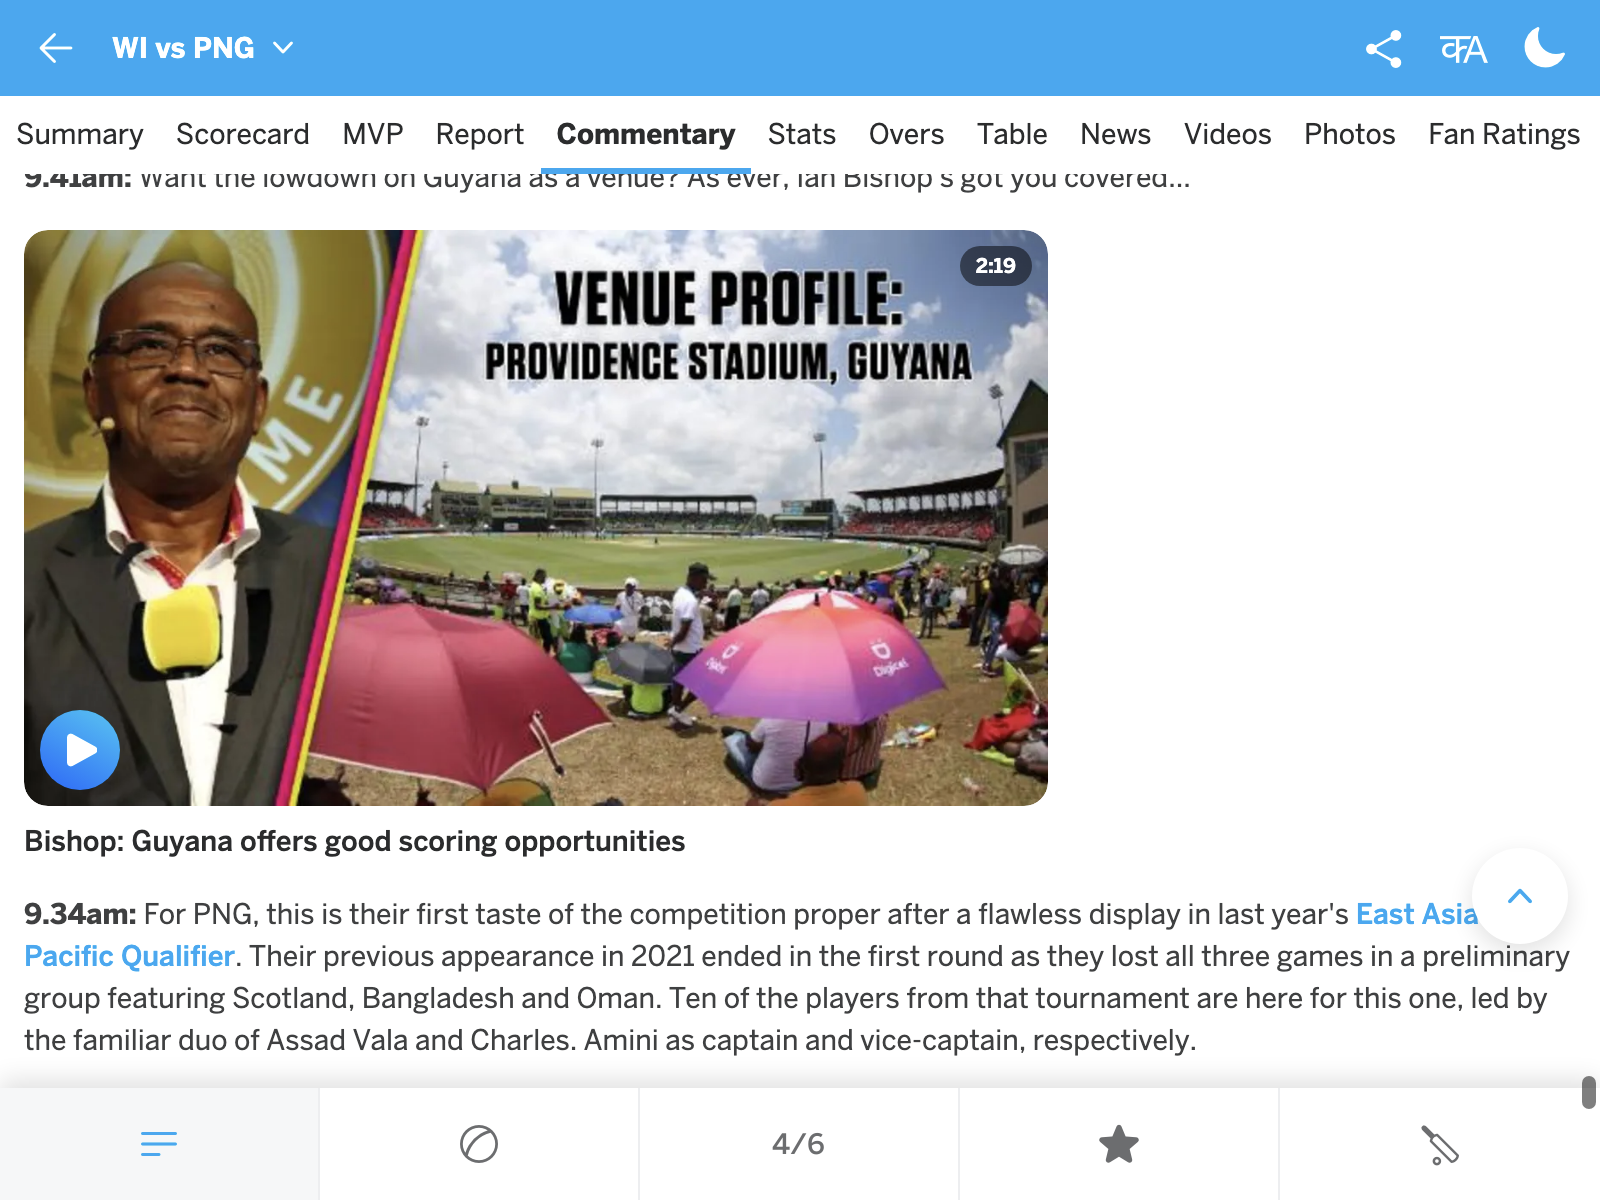 WI vs PNG
Summary Scorecard MVP Report Commentary Stats Overs Table News Videos Photos Fan Ratings
9.41am: Want the lowdown on Guyana as a venue? As ever, Ian Bishop's got you covered...
2:19
VENUE PROFILE:
PROVIDENCE STADIUM, GUYANA
ME
Digicel
Bishop: Guyana offers good scoring opportunities
9.34am: For PNG, this is their first taste of the competition proper after a flawless display in last year's East Asia
Pacific Qualifier. Their previous appearance in 2021 ended in the first round as they lost all three games in a preliminary
group featuring Scotland, Bangladesh and Oman. Ten of the players from that tournament are here for this one, led by
the familiar duo of Assad Vala and Charles. Amini as captain and vice-captain, respectively.
4/6